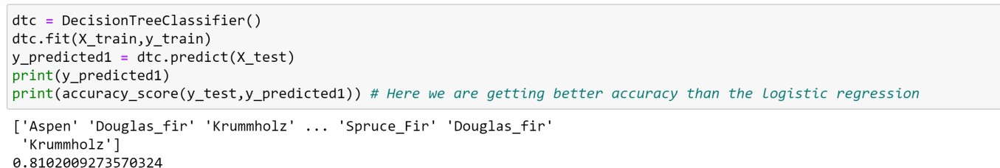 dtc = DecisionTreeClassifier()
dtc.fit(X_train,y_train)
y_predicted1 = dtc.predict(X_test)
print(y_predicted1)
print(accuracy_score(y_test,y_predicted1)) # Here we are getting better accuracy than the logistic regression
['Aspen' 'Douglas_fir' 'Krummholz' ... 'Spruce_Fir' 'Douglas_fir'
 'Krummholz']
0.8102009273570324